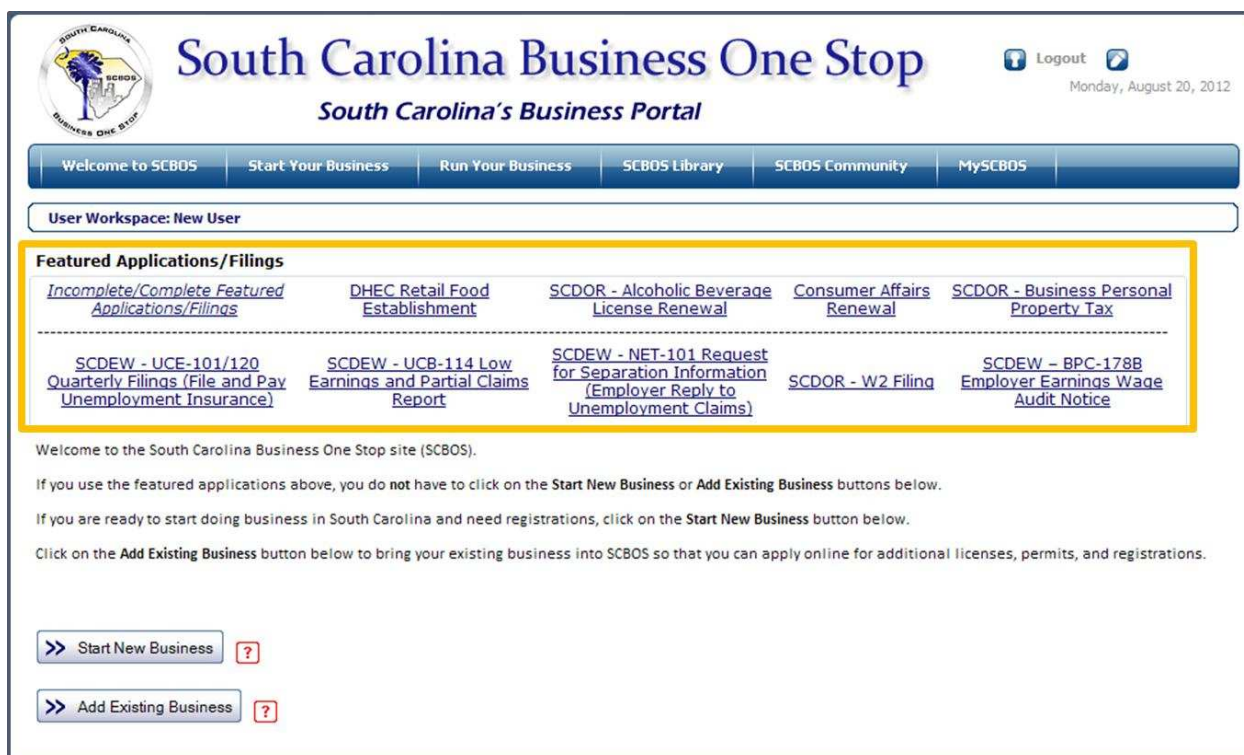 SOUTH CAROLINA
SCBOS
BUSINESS ONE STOP
South Carolina Business One Stop
South Carolina's Business Portal
Logout
Monday, August 20, 2012
Welcome to SCBOS Start Your Business Run Your Business SCBOS Library SCBOS Community MySCBOS
User Workspace: New User
Featured Applications/Filings
Incomplete/Complete Featured
Applications/Filings
DHEC Retail Food
Establishment
SCDOR - Alcoholic Beverage
License Renewal
Consumer Affairs
Renewal
SCDOR - Business Personal
Property Tax
SCDEW - UCE-101/120
Quarterly Filings (File and Pay
Unemployment Insurance)
SCDEW - UCB-114 Low
Earnings and Partial Claims
Report
SCDEW - NET-101 Request
for Separation Information
(Employer Reply to
Unemployment Claims)
SCDOR - W2 Filing
SCDEW – BPC-178B
Employer Earnings Wage
Audit Notice
Welcome to the South Carolina Business One Stop site (SCBOS).
If you use the featured applications above, you do not have to click on the Start New Business or Add Existing Business buttons below.
If you are ready to start doing business in South Carolina and need registrations, click on the Start New Business button below.
Click on the Add Existing Business button below to bring your existing business into SCBOS so that you can apply online for additional licenses, permits, and registrations.
>> Start New Business ?
>> Add Existing Business ?